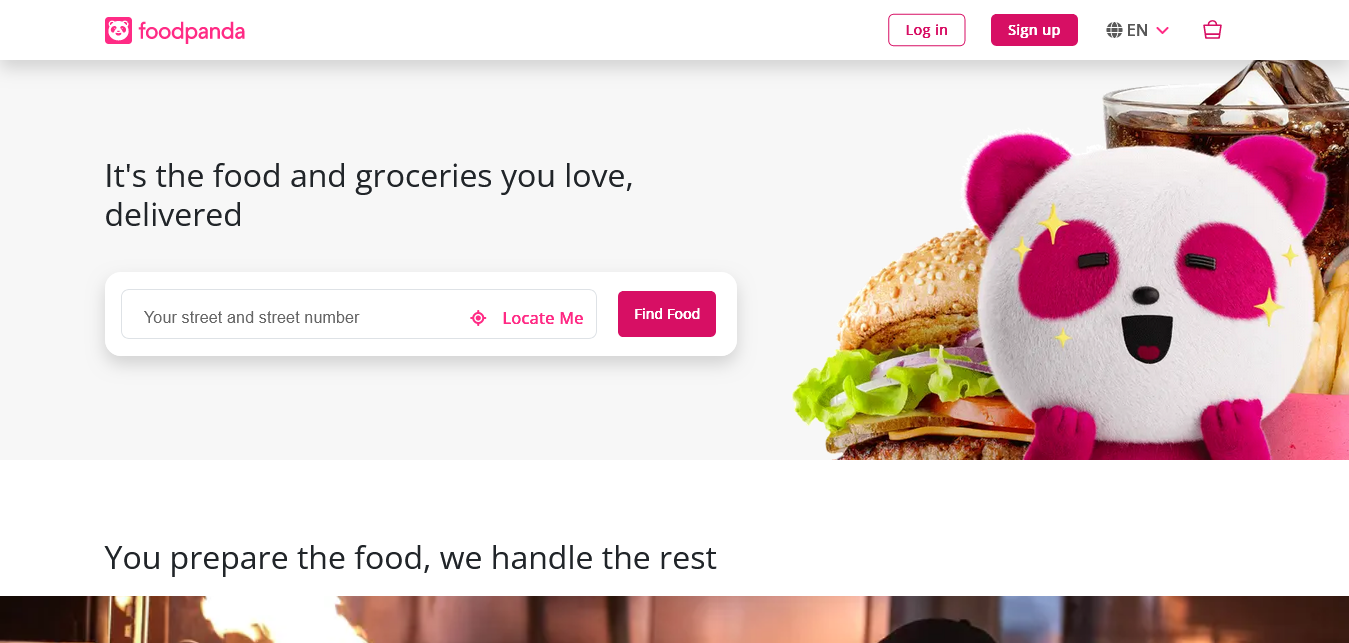 foodpanda
Log in
Sign up
EN
It's the food and groceries you love,
delivered
Your street and street number
Locate Me
Find Food
You prepare the food, we handle the rest